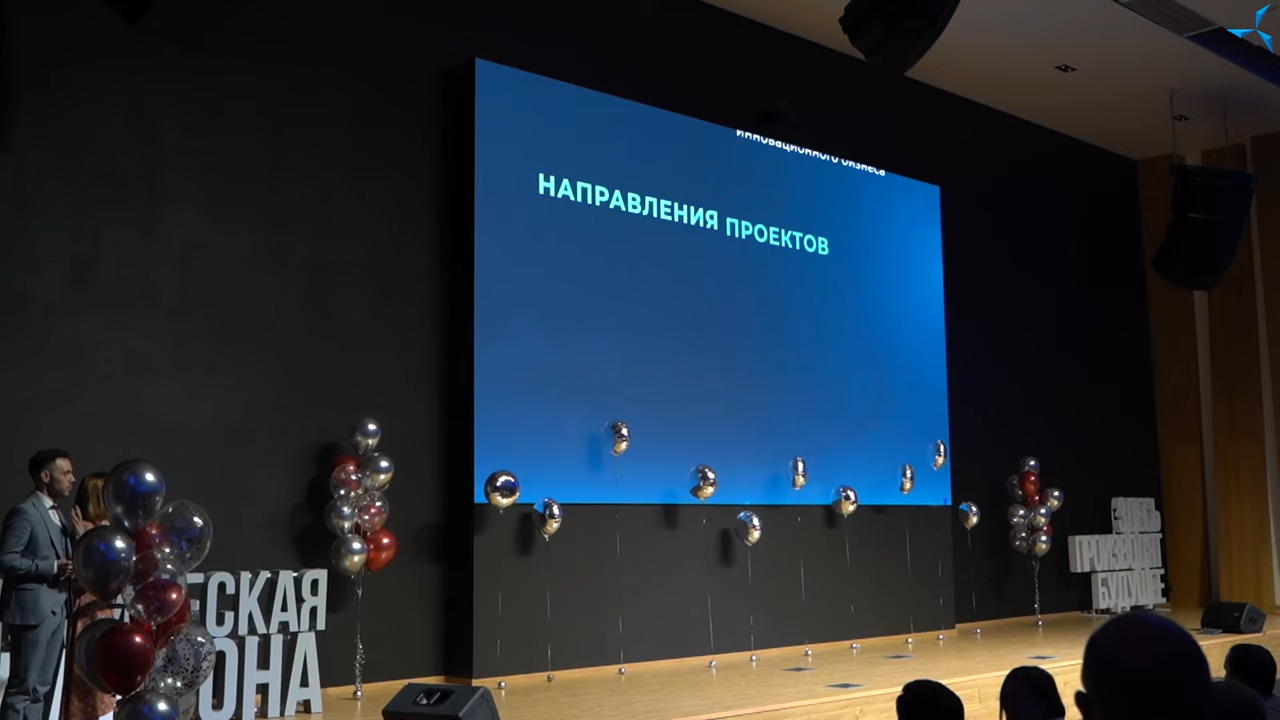 инновационного бизнеса
НАПРАВЛЕНИЯ ПРОЕКТОВ
ЕСКАЯ
ОНА
ЗДЕСЬ
ПРОИЗВОДЯТ
БУДУЩЕЕ